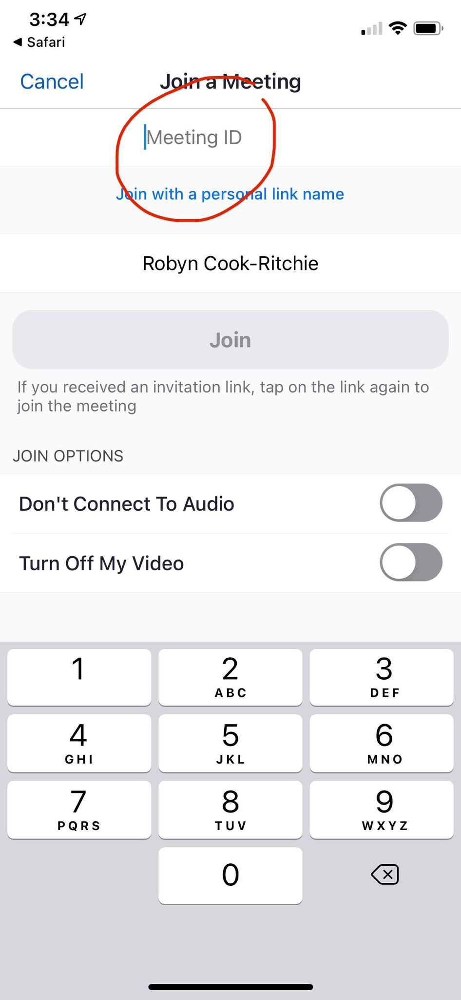 3:34
◀ Safari
Cancel
Join a Meeting
Meeting ID
Join with a personal link name
Robyn Cook-Ritchie
Join
If you received an invitation link, tap on the link again to
join the meeting
JOIN OPTIONS
Don't Connect To Audio
Turn Off My Video
1 2 3
ABC DEF
4 5 6
GHI JKL MNO
7 8 9
PQRS TUV WXYZ
0